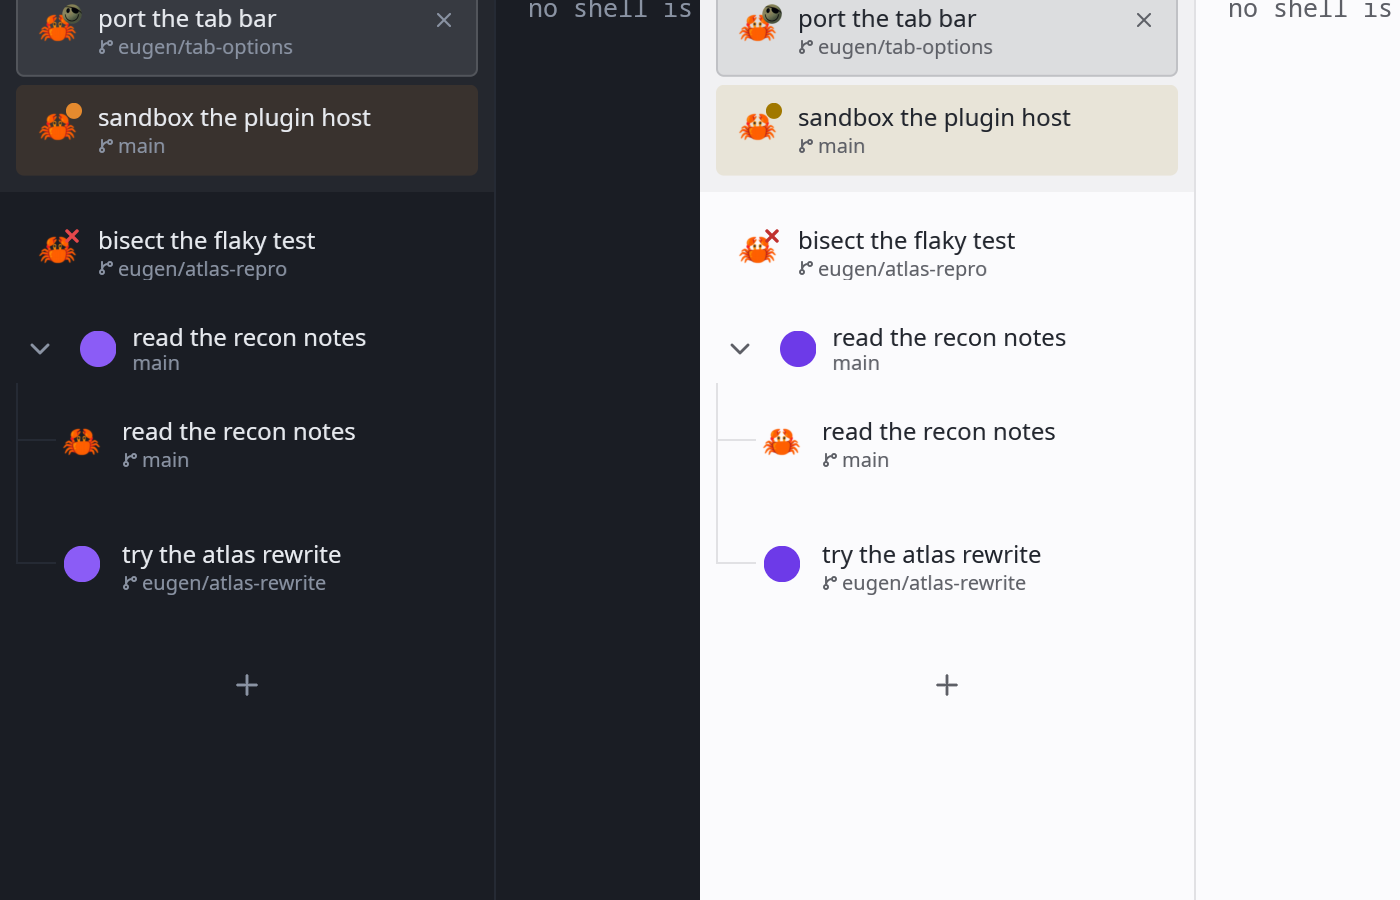 port the tab bar
eugen/tab-options
sandbox the plugin host
main
bisect the flaky test
eugen/atlas-repro
read the recon notes
main
read the recon notes
main
try the atlas rewrite
eugen/atlas-rewrite
no shell is
port the tab bar
eugen/tab-options
sandbox the plugin host
main
bisect the flaky test
eugen/atlas-repro
read the recon notes
main
read the recon notes
main
try the atlas rewrite
eugen/atlas-rewrite
no shell is